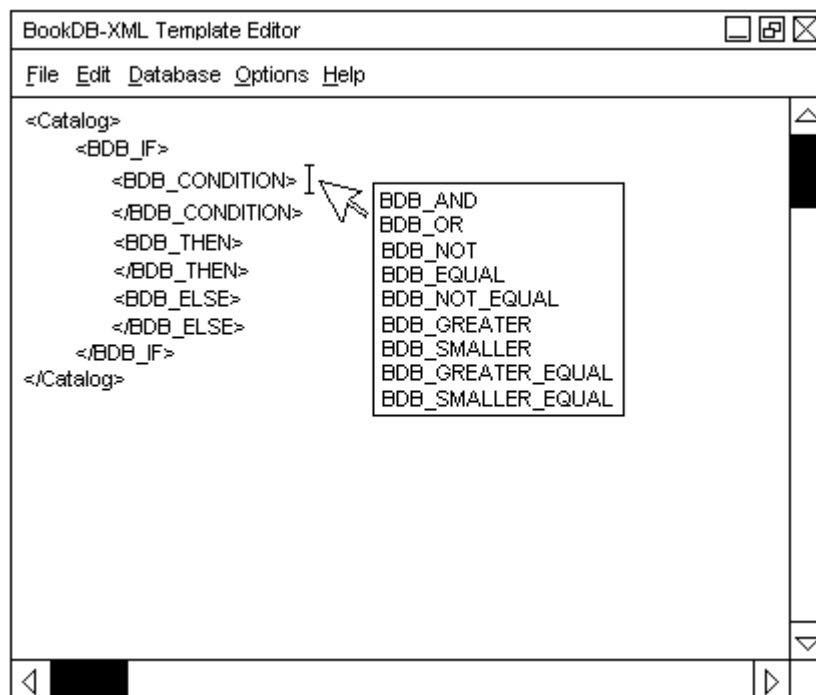 BookDB-XML Template Editor
File Edit Database Options Help
<Catalog>
<BDB_IF>
<BDB_CONDITION>
</BDB_CONDITION>
<BDB_THEN>
</BDB_THEN>
<BDB_ELSE>
</BDB_ELSE>
</BDB_IF>
</Catalog>
BDB_AND
BDB_OR
BDB_NOT
BDB_EQUAL
BDB_NOT_EQUAL
BDB_GREATER
BDB_SMALLER
BDB_GREATER_EQUAL
BDB_SMALLER_EQUAL